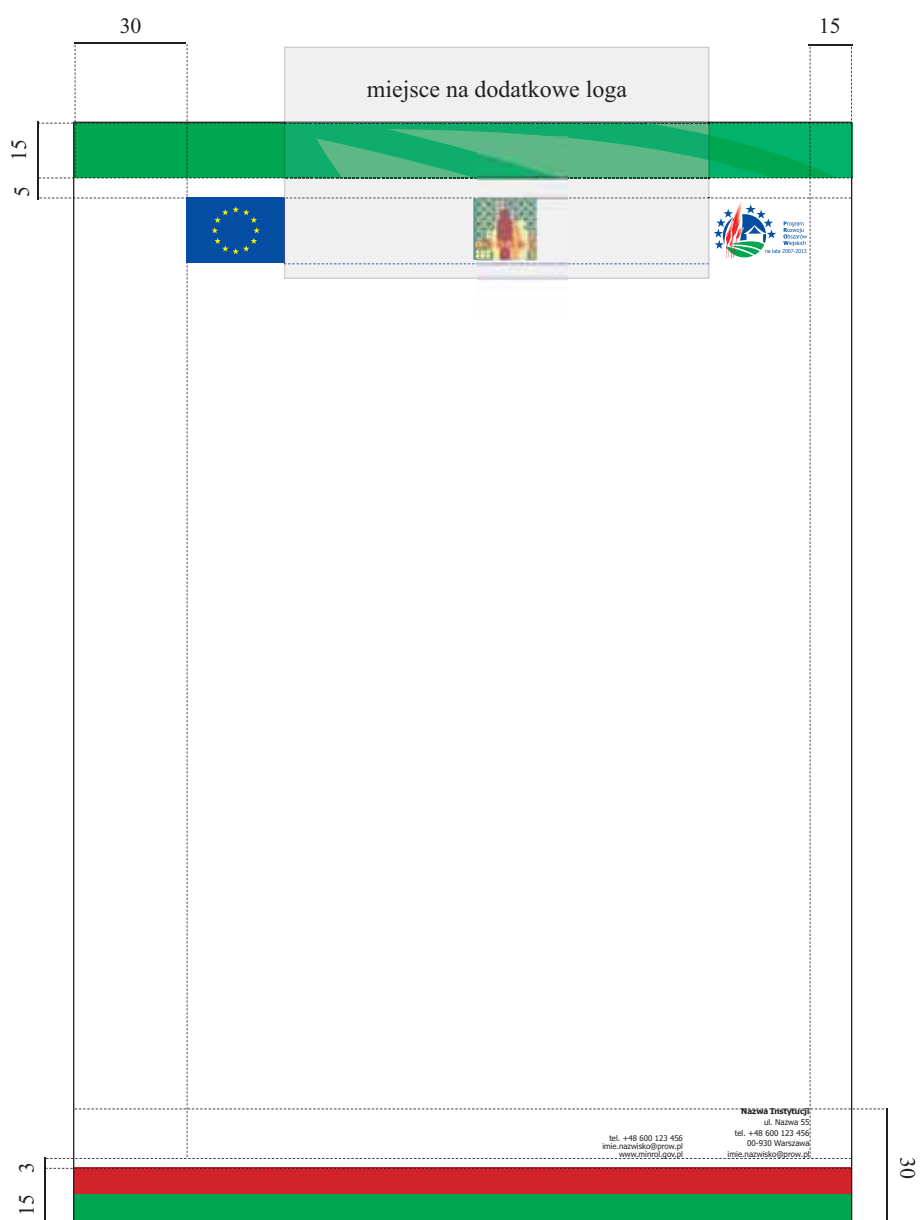 30
15
miejsce na dodatkowe loga
15
5
Program
Rozwoju
Obszarów
Wiejskich
na lata 2007-2013
Nazwa Instytucji
ul. Nazwa 55
tel. +48 600 123 456
00-930 Warszawa
imie.nazwisko@prow.pl
tel. +48 600 123 456
imie.nazwisko@prow.pl
www.minrol.gov.pl
3
15
30